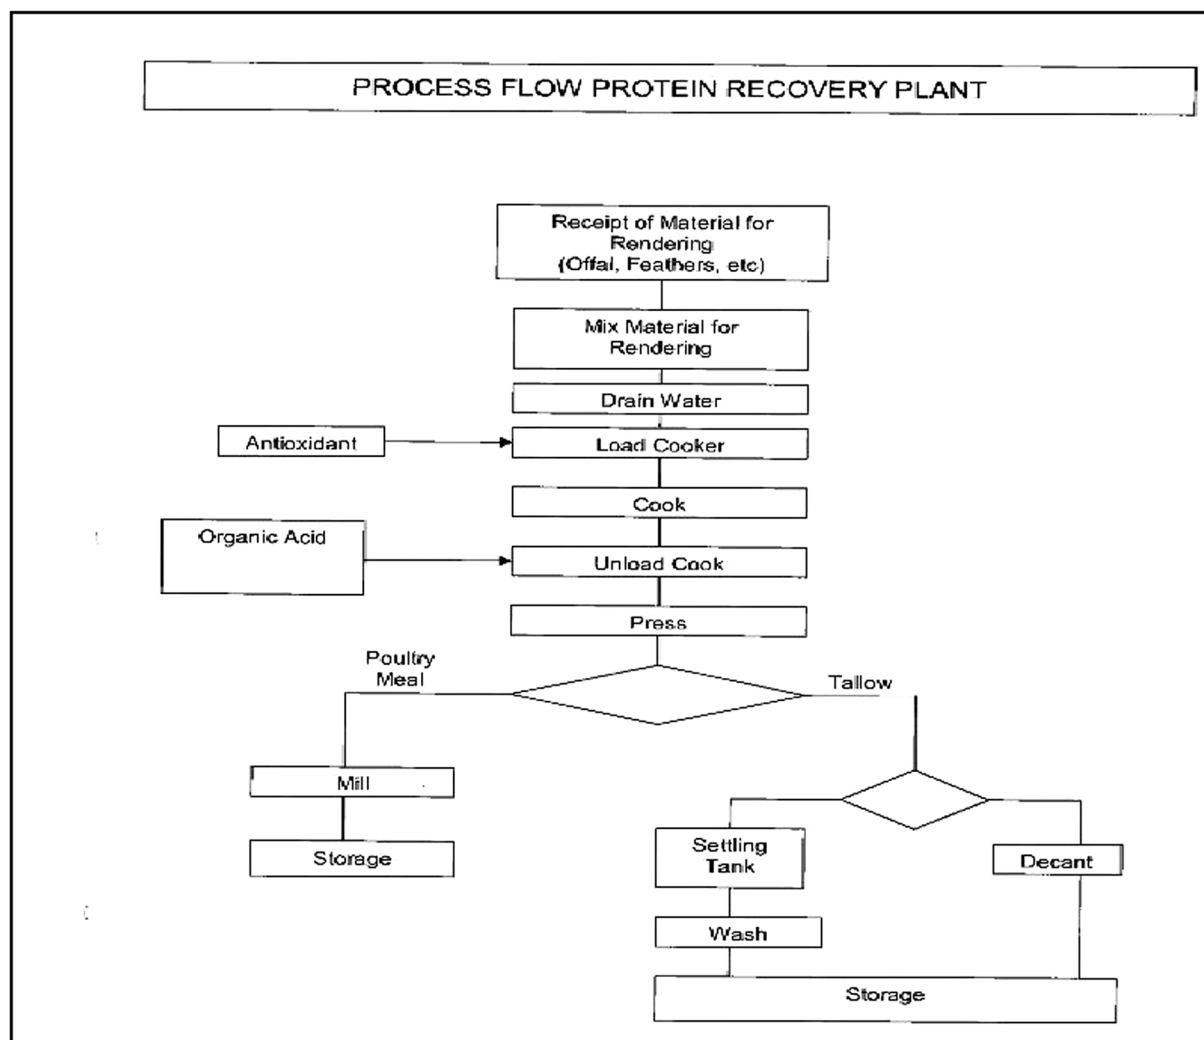 PROCESS FLOW PROTEIN RECOVERY PLANT
Receipt of Material for
Rendering
(Offal, Feathers, etc)
Mix Material for
Rendering
Drain Water
Antioxidant
Load Cooker
Cook
Organic Acid
Unload Cook
Press
Poultry
Meal
Tallow
Mill
Storage
Settling
Tank
Decant
Wash
Storage